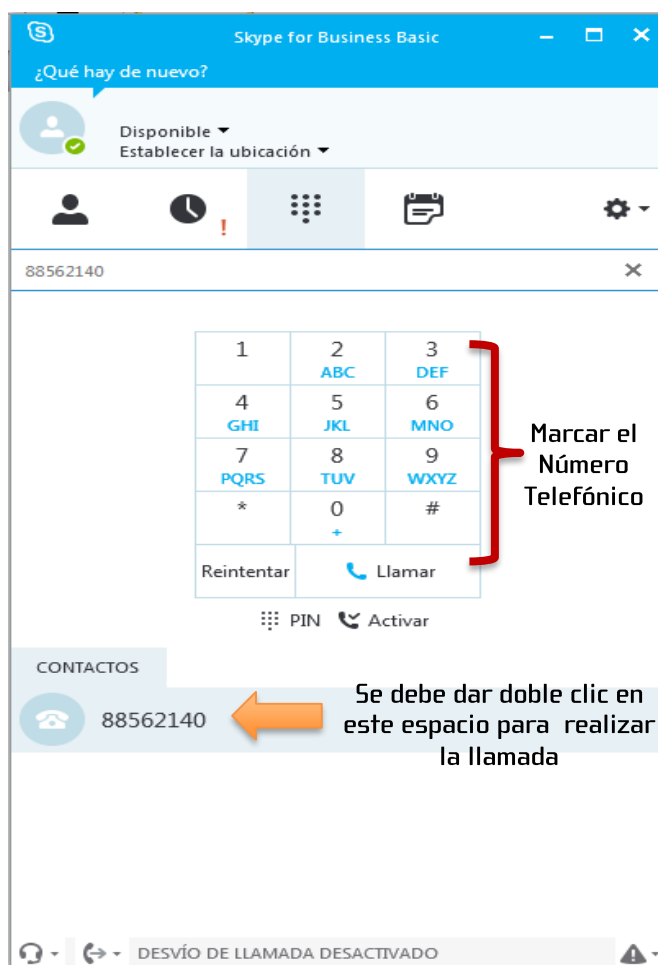 Skype for Business Basic
¿Qué hay de nuevo?
Disponible
Establecer la ubicación
!
88562140
1 2 3
ABC DEF
4 5 6
GHI JKL MNO
7 8 9
PQRS TUV WXYZ
* 0 #
+
Reintentar Llamar
PIN Activar
Marcar el
Número
Telefónico
CONTACTOS
88562140
Se debe dar doble clic en
este espacio para realizar
la llamada
DESVÍO DE LLAMADA DESACTIVADO